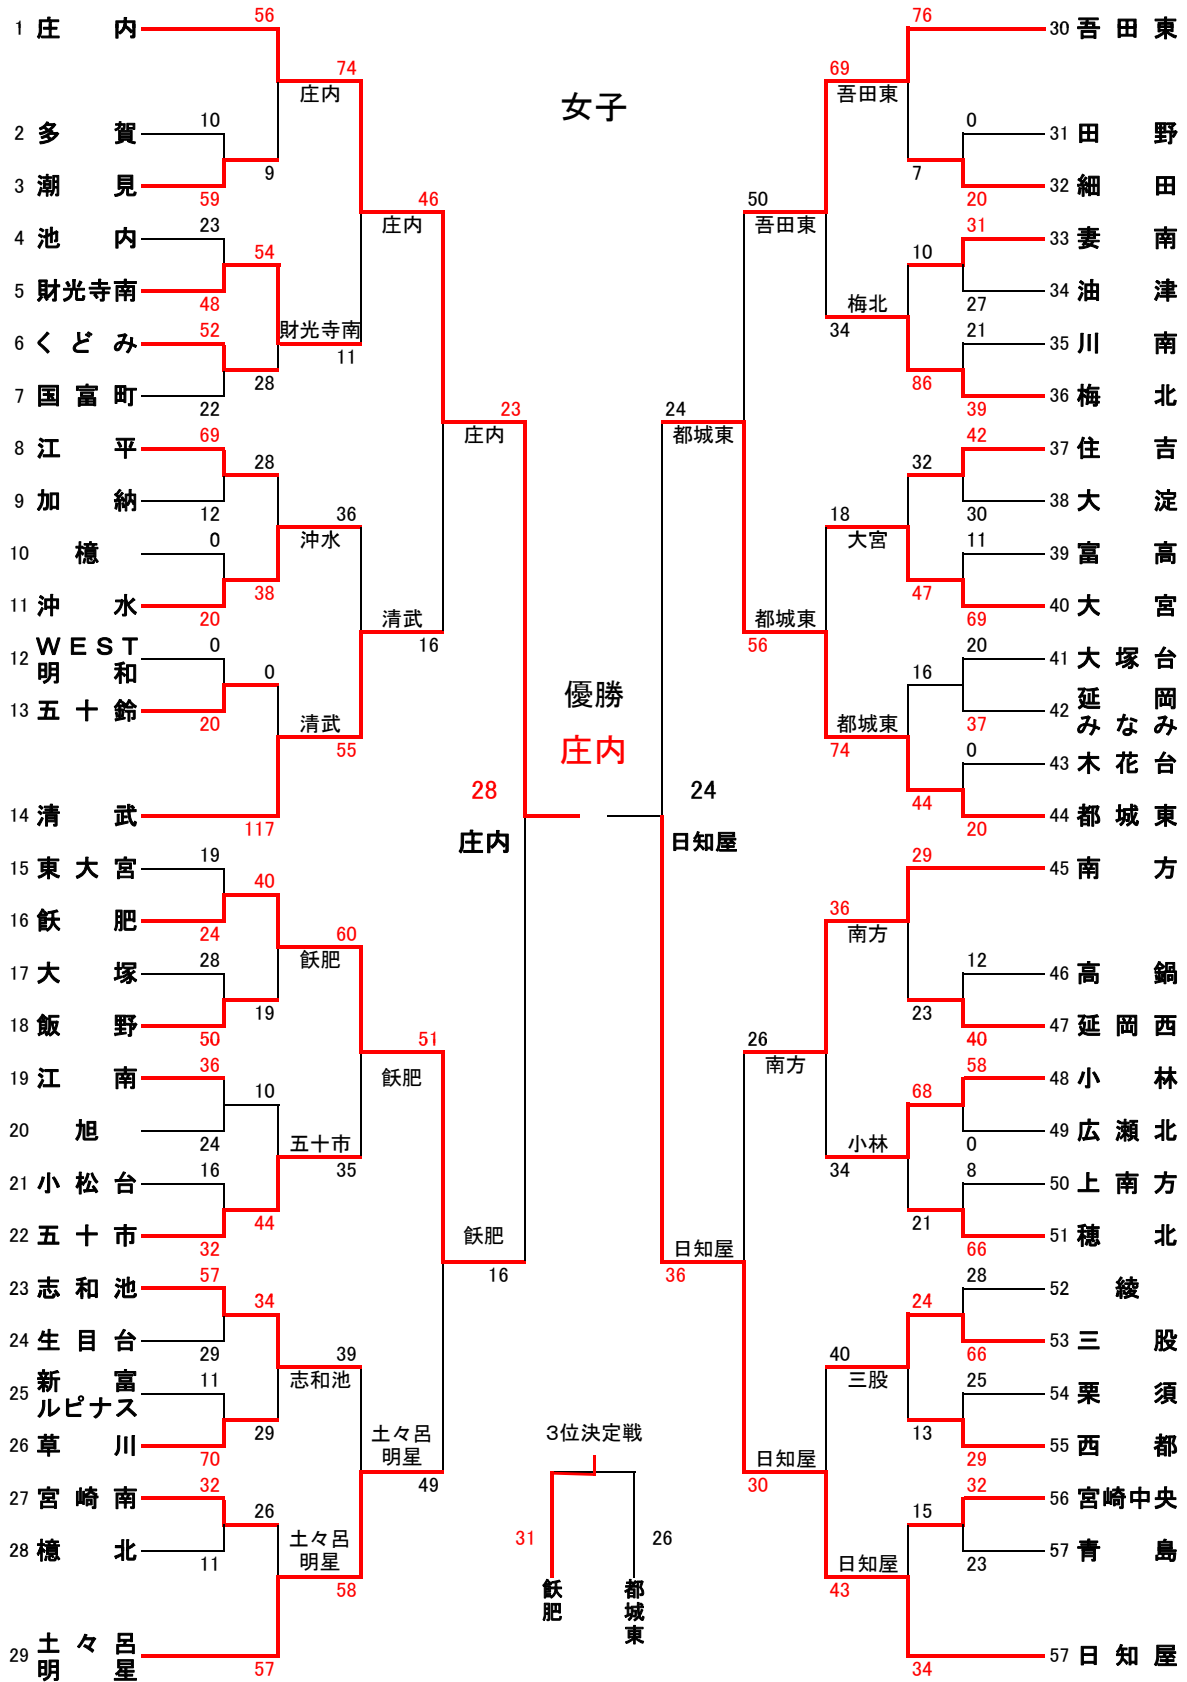 女子
1 庄内
56
2 多賀
10
3 潮見
59
9
74
庄内
4 池内
23
5 財光寺南
48
54
6 くどみ
52
7 国富町
22
28
財光寺南
11
46
庄内
8 江平
69
9 加納
12
28
10 檍
0
11 沖水
20
38
36
沖水
12 WEST明和
0
13 五十鈴
20
0
14 清武
117
清武
55
清武
16
23
庄内
15 東大宮
19
16 飫肥
24
40
17 大塚
28
18 飯野
50
19
60
飫肥
19 江南
36
20 旭
24
10
21 小松台
16
22 五十市
32
44
五十市
35
51
飫肥
23 志和池
57
24 生目台
29
34
25 新富ルピナス
11
26 草川
70
29
39
志和池
27 宮崎南
32
28 檍北
11
26
29 土々呂明星
57
土々呂
明星
58
土々呂
明星
49
飫肥
16
優勝
庄内
28
庄内
24
日知屋
30 吾田東
76
31 田野
0
32 細田
20
7
69
吾田東
33 妻南
31
34 油津
27
10
35 川南
21
36 梅北
39
86
梅北
34
50
吾田東
37 住吉
42
38 大淀
30
32
39 富高
11
40 大宮
69
47
18
大宮
41 大塚台
20
42 延岡みなみ
37
16
43 木花台
0
44 都城東
20
44
都城東
74
都城東
56
24
都城東
45 南方
29
46 高鍋
12
47 延岡西
40
23
36
南方
48 小林
58
49 広瀬北
0
68
50 上南方
8
51 穂北
66
21
小林
34
26
南方
52 綾
28
53 三股
66
24
54 栗須
25
55 西都
29
13
40
三股
56 宮崎中央
32
57 青島
23
15
57 日知屋
34
日知屋
43
日知屋
30
日知屋
36
3位決定戦
31
26
飫肥
都城東